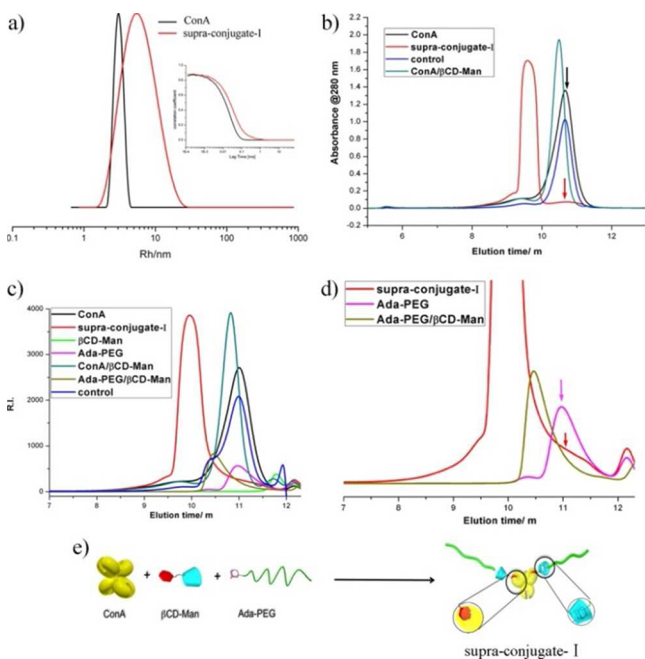 a)
ConA
supra-conjugate-I
Lag Time [ms]
0.1 1 10 100 1000
Rh/nm
b)
ConA
supra-conjugate-I
control
ConA/βCD-Man
Absorbance @280 nm
2.2
2.0
1.8
1.6
1.4
1.2
1.0
0.8
0.6
0.4
0.2
0.0
6 8 10 12
Elution time/ m
c)
ConA
supra-conjugate-I
βCD-Man
Ada-PEG
ConA/βCD-Man
Ada-PEG/βCD-Man
control
R.I.
4000
3000
2000
1000
0
7 8 9 10 11 12
Elution time/ m
d)
supra-conjugate-I
Ada-PEG
Ada-PEG/βCD-Man
7 8 9 10 11 12
Elution time/ m
e)
+ +
ConA βCD-Man Ada-PEG
supra-conjugate- I